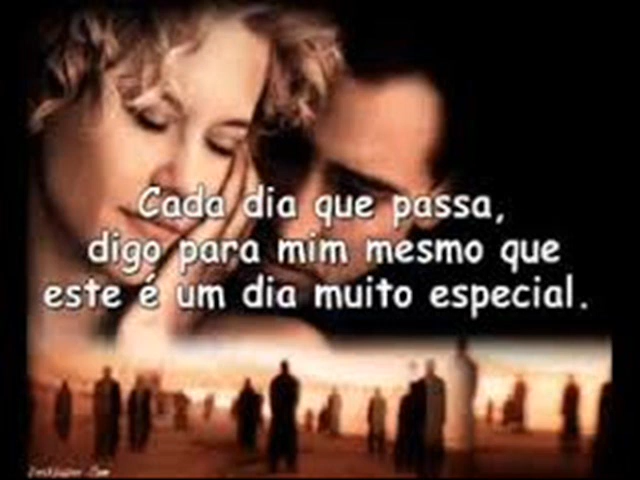 Cada dia que passa,
digo para mim mesmo que
este é um dia muito especial.